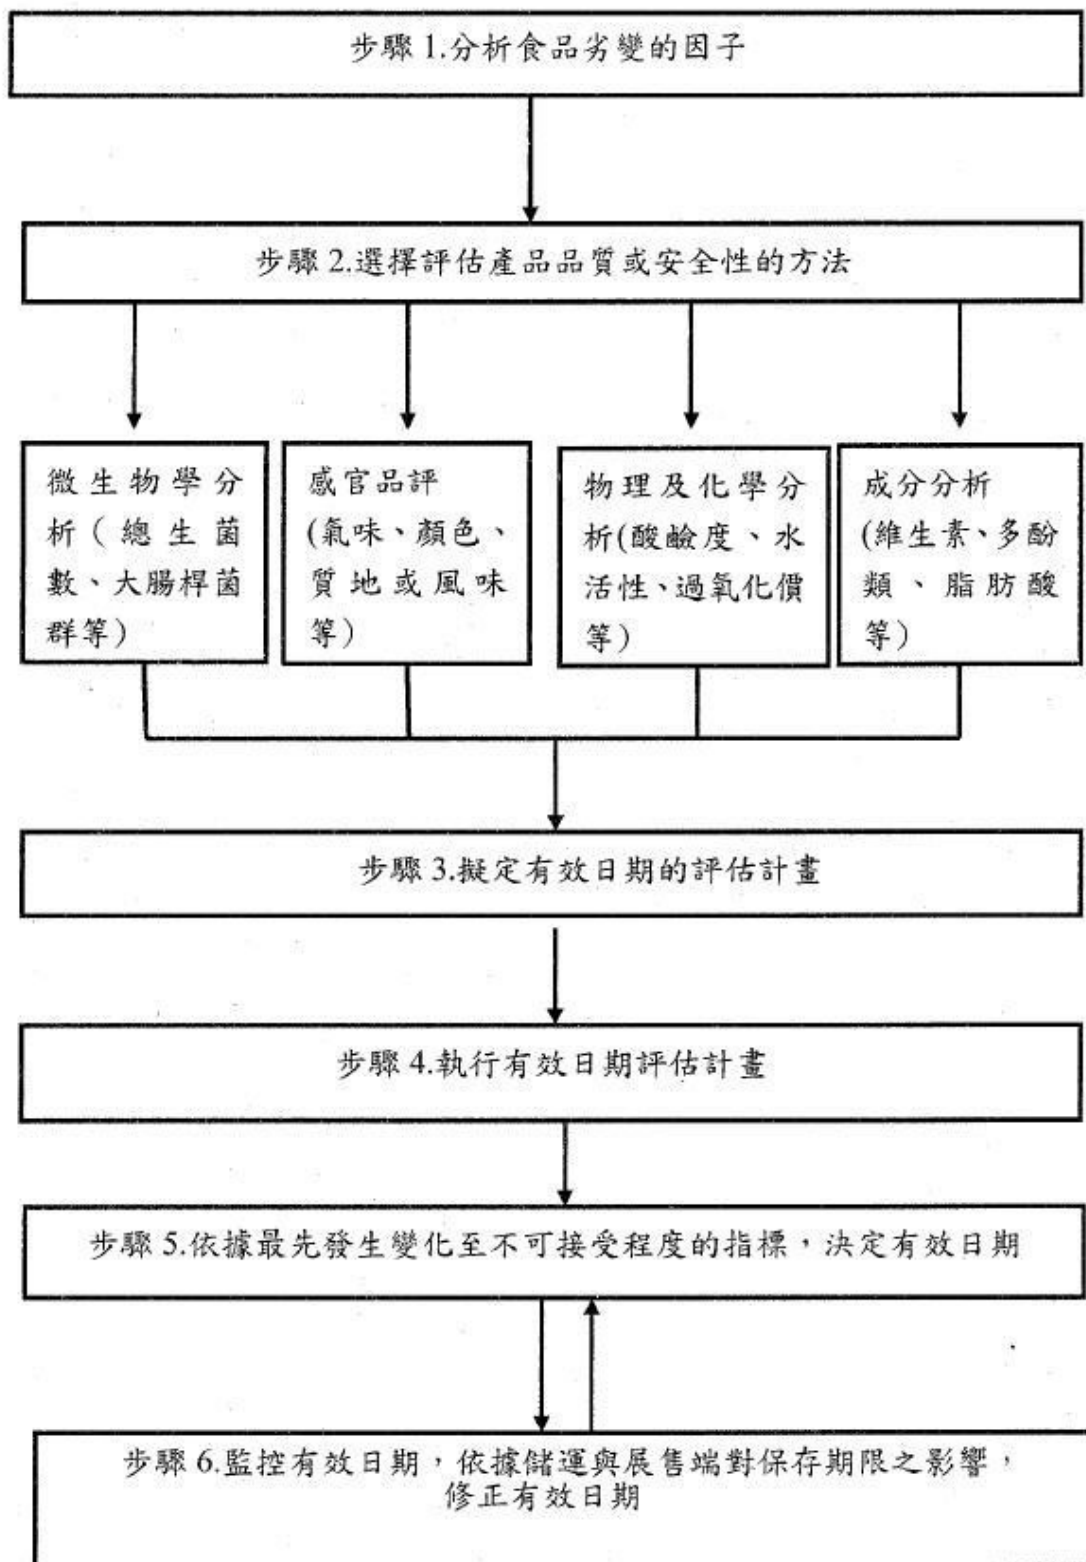 步驟 1.分析食品劣變的因子
步驟 2.選擇評估產品品質或安全性的方法
微生物學分
析（總生菌
數、大腸桿菌
群等）
感官品評
(氣味、顏色、
質地或風味
等）
物理及化學分
析(酸鹼度、水
活性、過氧化價
等）
成分分析
(維生素、多酚
類、脂肪酸
等）
步驟 3.擬定有效日期的評估計畫
步驟 4.執行有效日期評估計畫
步驟 5.依據最先發生變化至不可接受程度的指標，決定有效日期
步驟 6.監控有效日期，依據儲運與展售端對保存期限之影響，
修正有效日期